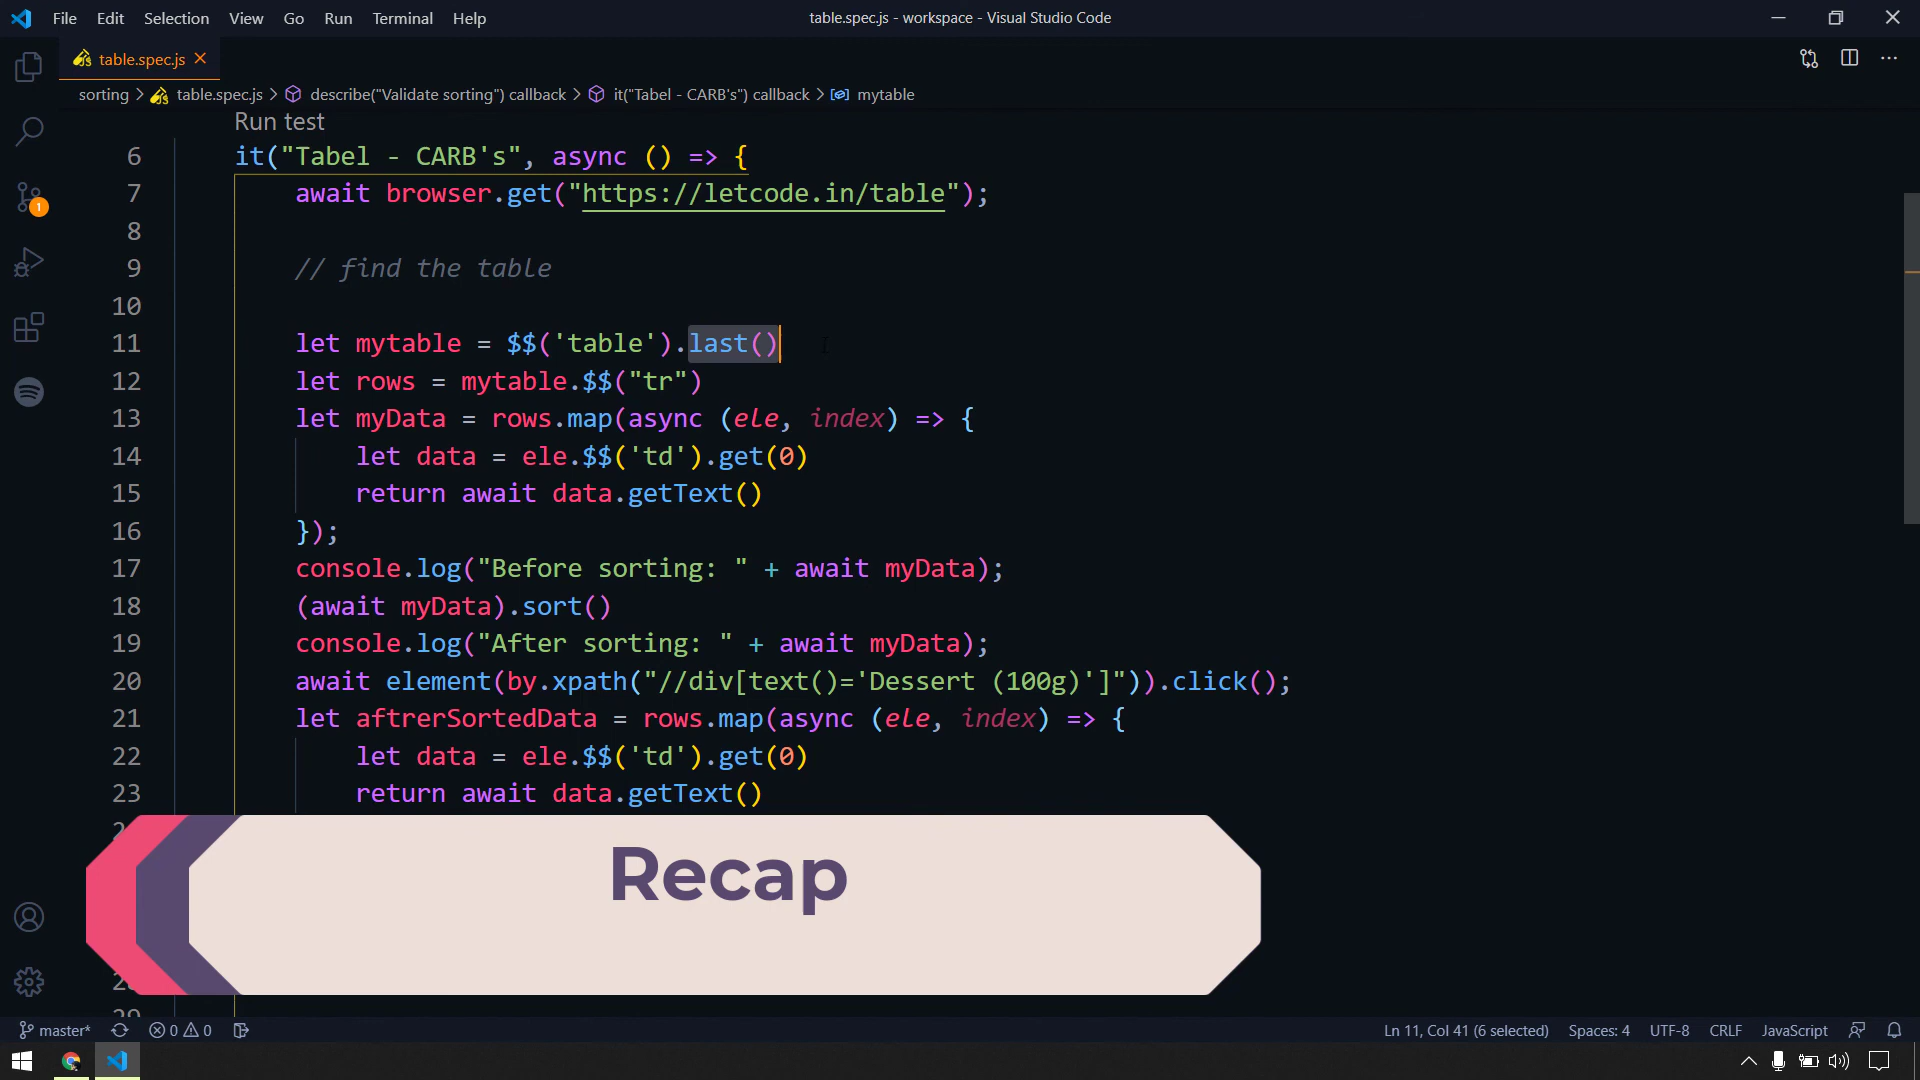 File Edit Selection View Go Run Terminal Help table.spec.js - workspace - Visual Studio Code
table.spec.js
sorting > table.spec.js > describe("Validate sorting") callback > it("Tabel - CARB's") callback > mytable
Run test
6 it("Tabel - CARB's", async () => {
7 await browser.get("https://letcode.in/table");
8
9 // find the table
10
11 let mytable = $$('table').last()
12 let rows = mytable.$$("tr")
13 let myData = rows.map(async (ele, index) => {
14 let data = ele.$$('td').get(0)
15 return await data.getText()
16 });
17 console.log("Before sorting: " + await myData);
18 (await myData).sort()
19 console.log("After sorting: " + await myData);
20 await element(by.xpath("//div[text()='Dessert (100g)']")).click();
21 let aftrerSortedData = rows.map(async (ele, index) => {
22 let data = ele.$$('td').get(0)
23 return await data.getText()
Recap
1
master* 0 0 Ln 11, Col 41 (6 selected) Spaces: 4 UTF-8 CRLF JavaScript